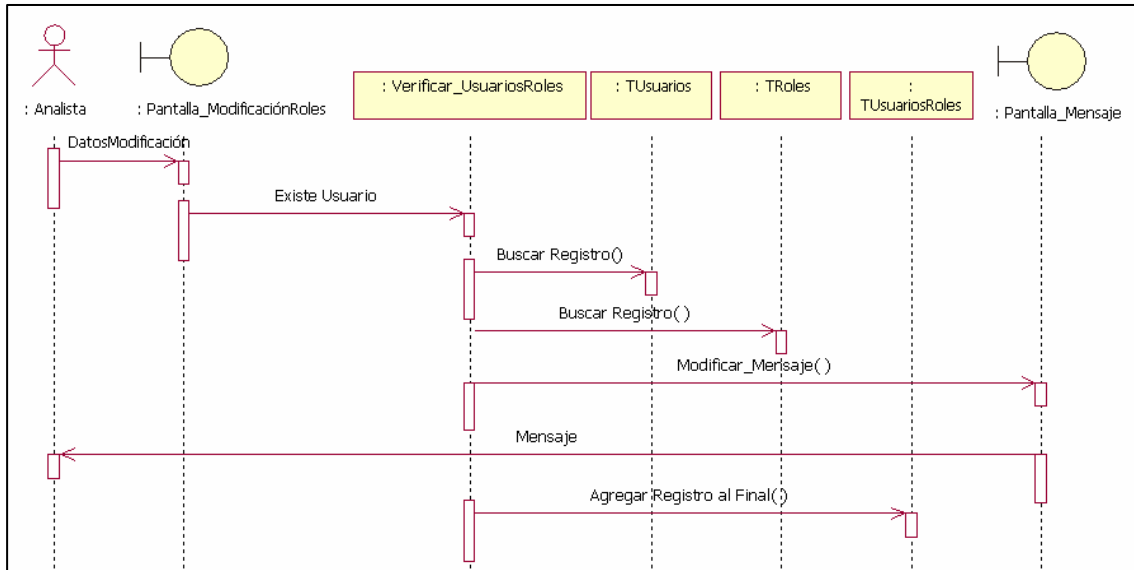 : Analista
: Pantalla_ModificaciónRoles
: Verificar_UsuariosRoles
: TUsuarios
: TRoles
:
TUsuariosRoles
: Pantalla_Mensaje
DatosModificación
Existe Usuario
Buscar Registro()
Buscar Registro( )
Modificar_Mensaje( )
Mensaje
Agregar Registro al Final( )